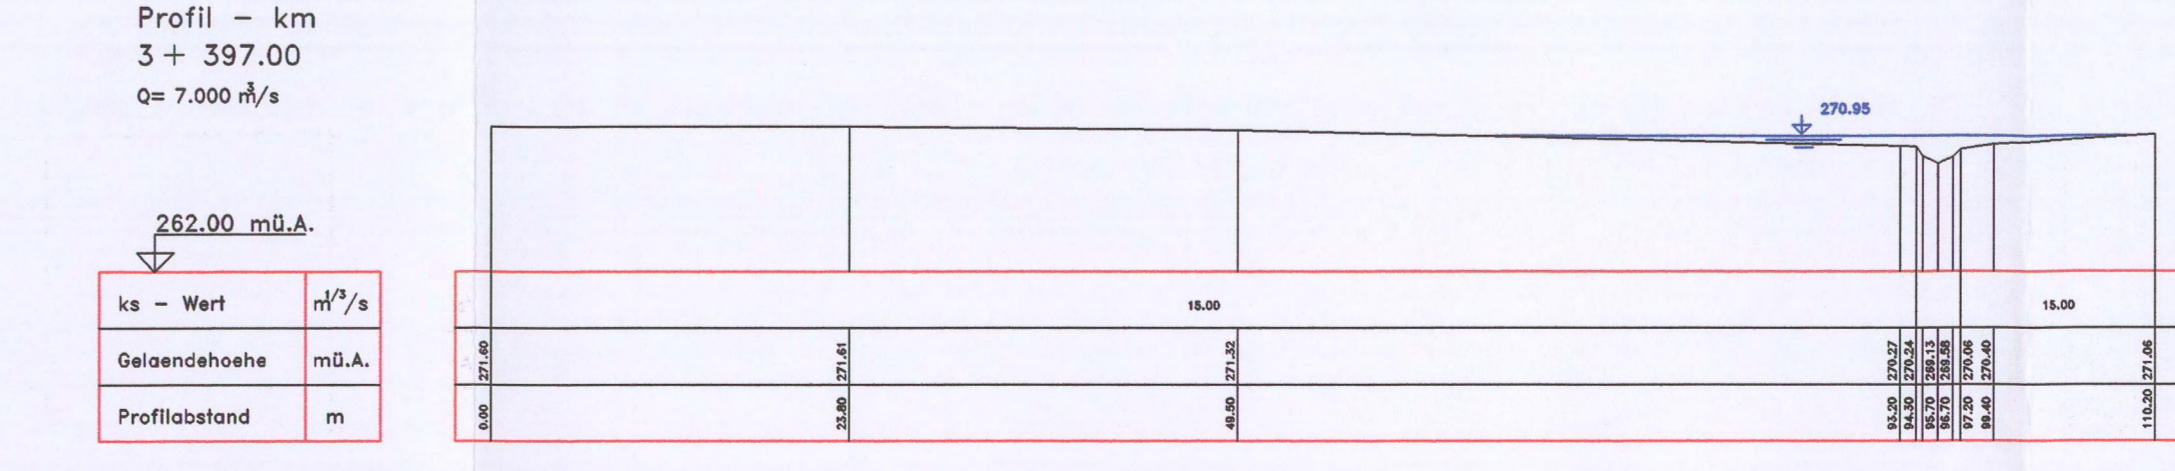 Profil - km
3 + 397.00
Q= 7.000 m³/s
270.95
262.00 mü.A.
ks - Wert m¹/³/s 15.00 15.00
Gelaendehoehe mü.A. 271.60 271.61 271.32 270.27 270.24 269.13 269.58 270.06 270.40 271.06
Profilabstand m 0.00 23.80 49.50 93.20 94.30 95.70 96.70 97.20 99.40 110.20